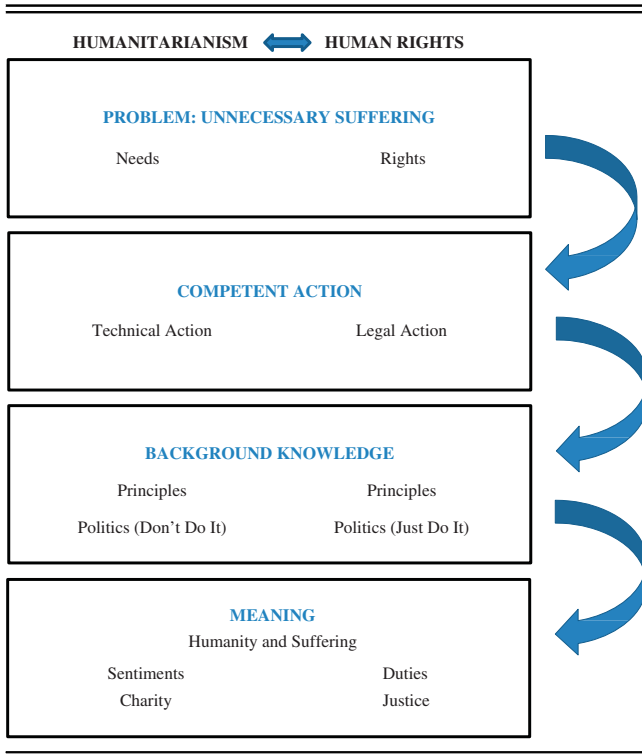 HUMANITARIANISM HUMAN RIGHTS
PROBLEM: UNNECESSARY SUFFERING
Needs Rights
COMPETENT ACTION
Technical Action Legal Action
BACKGROUND KNOWLEDGE
Principles Principles
Politics (Don’t Do It) Politics (Just Do It)
MEANING
Humanity and Suffering
Sentiments Duties
Charity Justice